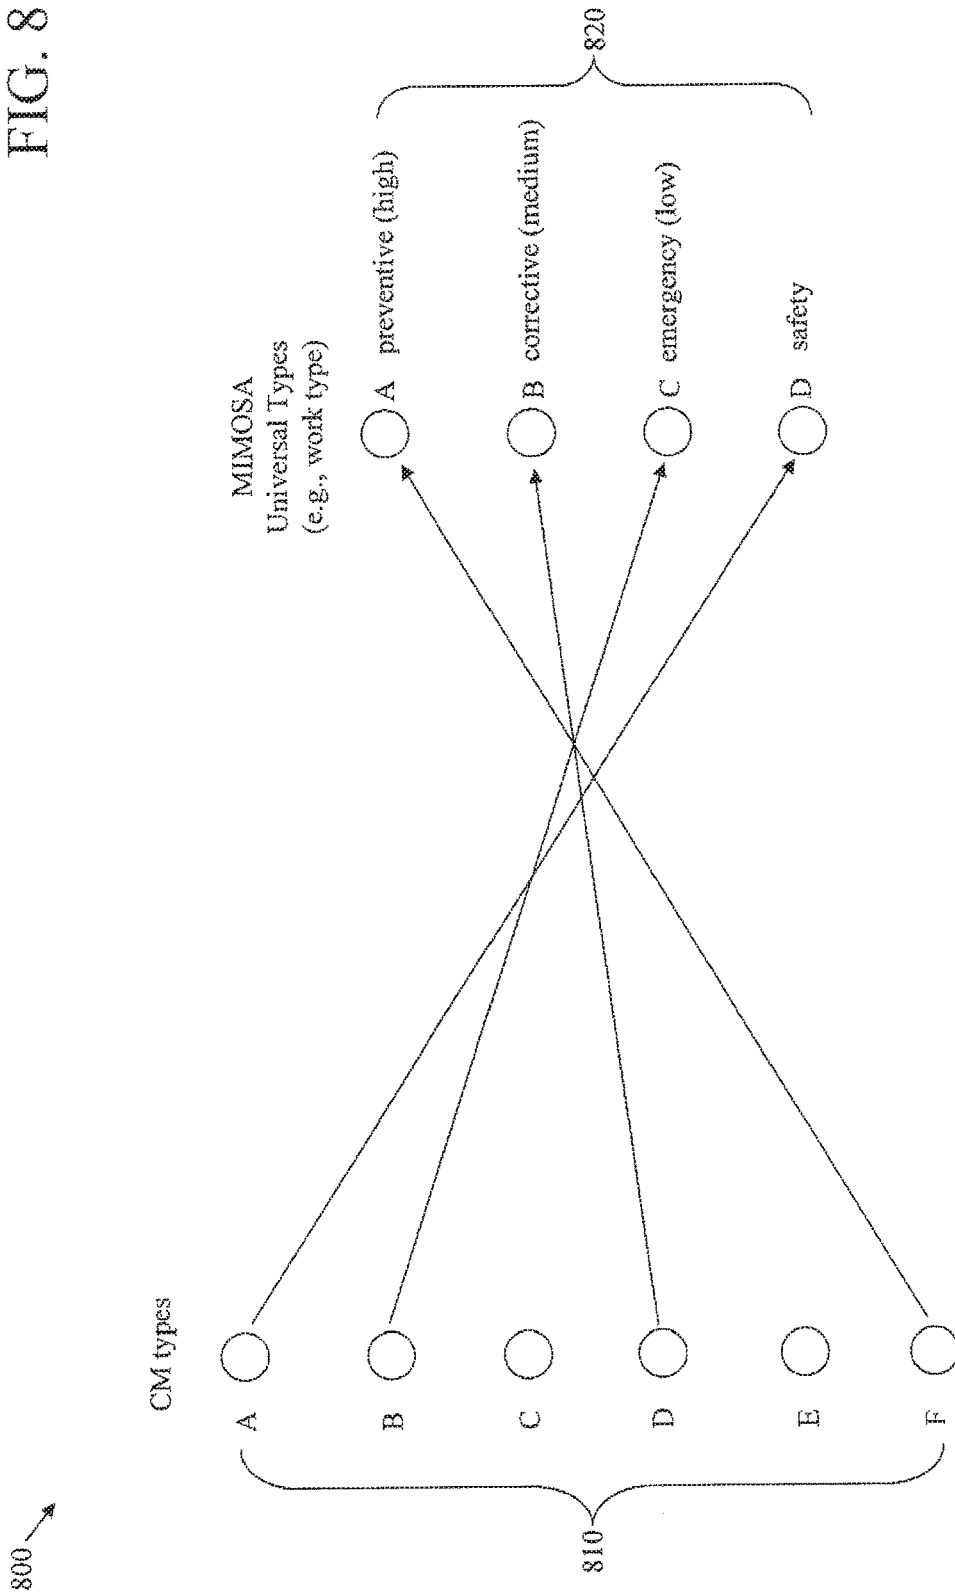 FIG. 8
800
CM types
A
B
C
D
E
F
810
MIMOSA
Universal Types
(e.g., work type)
A preventive (high)
B corrective (medium)
C emergency (low)
D safety
820